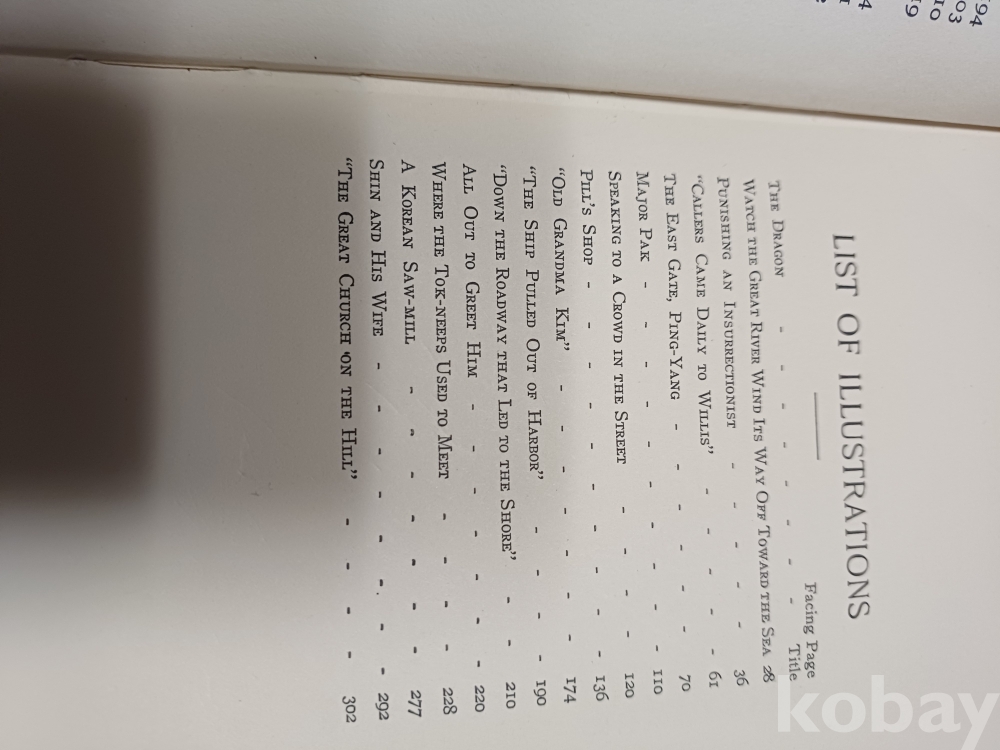 LIST OF ILLUSTRATIONS
Facing Page
The Dragon - - - - - - - Title
Watch the Great River Wind Its Way Off Toward the Sea 28
Punishing an Insurrectionist - - - - 36
"Callers Came Daily to Willis" - - - - - 61
The East Gate, Ping-Yang - - - - - - 70
Major Pak - - - - - - - - 110
Speaking to a Crowd in the Street - - - - 120
Pill's Shop - - - - - - - - 136
"Old Grandma Kim" - - - - - - - 174
"The Ship Pulled Out of Harbor" - - - - 190
"Down the Roadway that Led to the Shore" - - 210
All Out to Greet Him - - - - - - - 220
Where the Tok-neeps Used to Meet - - - - 228
A Korean Saw-mill - - - - - - - 277
Shin and His Wife - - - - - - - - 292
"The Great Church on the Hill" - - - - 302
94
03
10
19
4
kobay